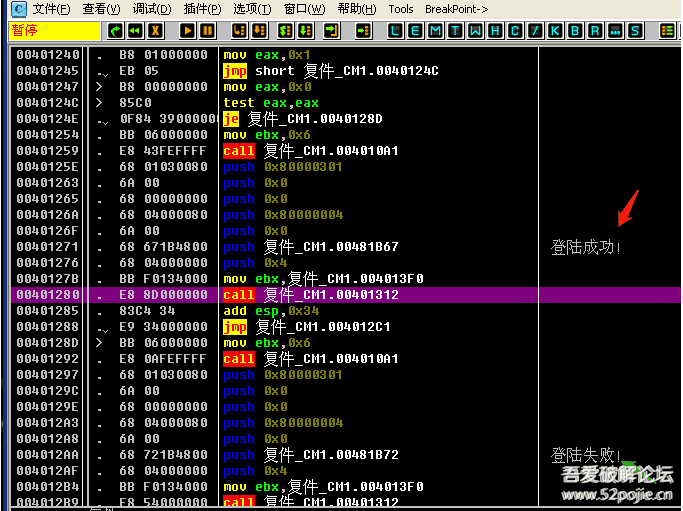 C 文件(F) 查看(V) 调试(D) 插件(P) 选项(T) 窗口(W) 帮助(H) Tools BreakPoint->
暂停 L E M T W H C / K B R ... S
00401240 . B8 01000000 mov eax,0x1
00401245 . EB 05 jmp short 复件_CM1.0040124C
00401247 > B8 00000000 mov eax,0x0
0040124C > 85C0 test eax,eax
0040124E . 0F84 39000000 je 复件_CM1.0040128D
00401254 . BB 06000000 mov ebx,0x6
00401259 . E8 43FEFFFF call 复件_CM1.004010A1
0040125E . 68 01030080 push 0x80000301
00401263 . 6A 00 push 0x0
00401265 . 68 00000000 push 0x0
0040126A . 68 04000080 push 0x80000004
0040126F . 6A 00 push 0x0
00401271 . 68 671B4800 push 复件_CM1.00481B67 登陆成功!
00401276 . 68 04000000 push 0x4
0040127B . BB F0134000 mov ebx,复件_CM1.004013F0
00401280 . E8 8D000000 call 复件_CM1.00401312
00401285 . 83C4 34 add esp,0x34
00401288 . E9 34000000 jmp 复件_CM1.004012C1
0040128D > BB 06000000 mov ebx,0x6
00401292 . E8 0AFEFFFF call 复件_CM1.004010A1
00401297 . 68 01030080 push 0x80000301
0040129C . 6A 00 push 0x0
0040129E . 68 00000000 push 0x0
004012A3 . 68 04000080 push 0x80000004
004012A8 . 6A 00 push 0x0
004012AA . 68 721B4800 push 复件_CM1.00481B72 登陆失败!
004012AF . 68 04000000 push 0x4
004012B4 . BB F0134000 mov ebx,复件_CM1.004013F0
004012B9 . E8 54000000 call 复件_CM1.00401312
吾爱破解论坛
www.52pojie.cn